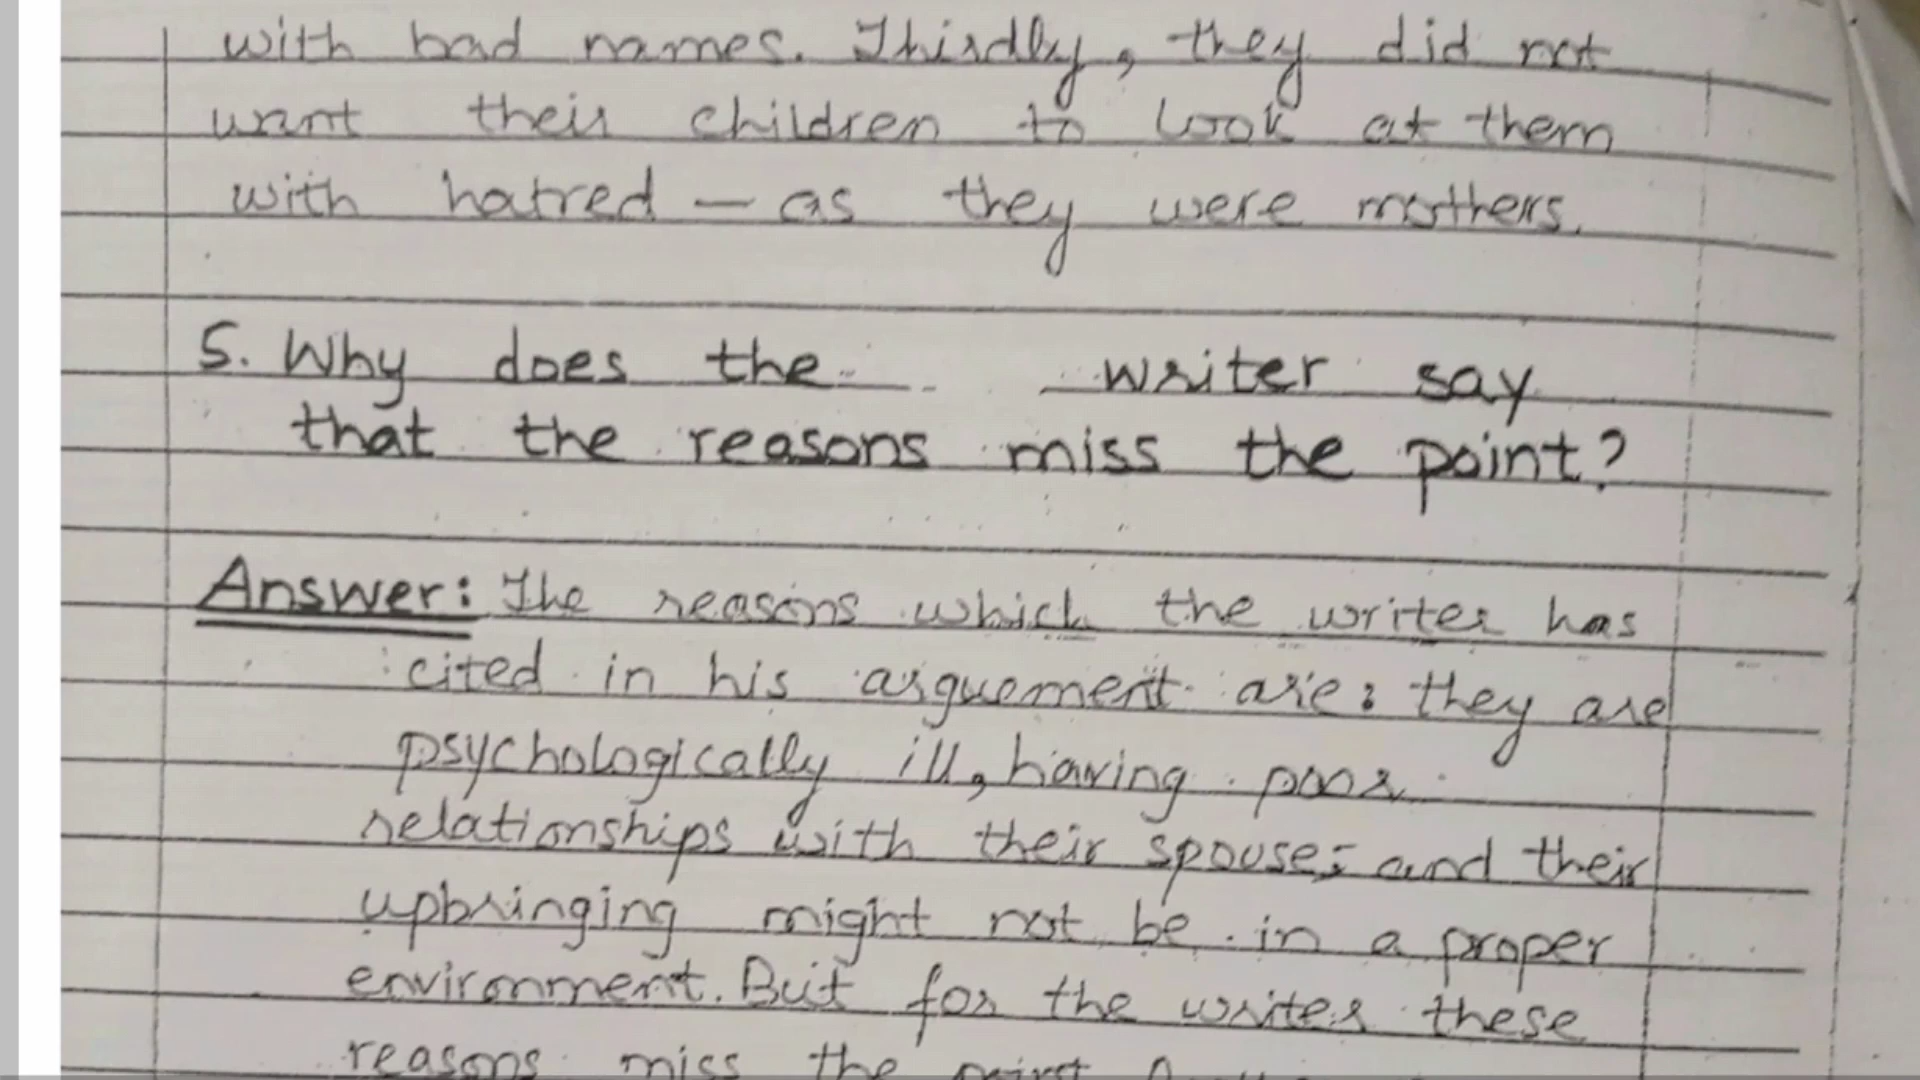 with bad names. Thirdly, they did not
want their children to look at them
with hatred — as they were mothers.
5. Why does the writer say
that the reasons miss the point?
Answer: The reasons which the writer has
cited in his arguement are: they are
psychologically ill, having poor
relationships with their spouses and their
upbringing might not be in a proper
environment. But for the writer these
reasons miss the point